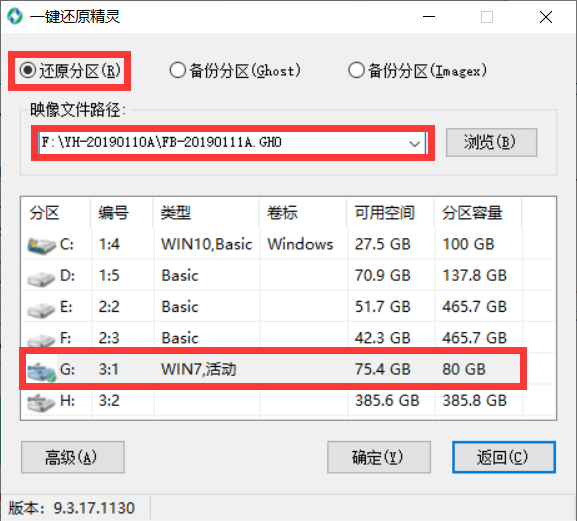 一键还原精灵
还原分区(R) 备份分区(Ghost) 备份分区(Imagex)
映像文件路径:
F:\YH-20190110A\FB-20190111A.GHO 浏览(B)
分区 编号 类型 卷标 可用空间 分区容量
C: 1:4 WIN10,Basic Windows 27.5 GB 100 GB
D: 1:5 Basic 70.9 GB 137.8 GB
E: 2:2 Basic 51.7 GB 465.7 GB
F: 2:3 Basic 42.3 GB 465.7 GB
G: 3:1 WIN7,活动 75.4 GB 80 GB
H: 3:2 385.6 GB 385.8 GB
高级(A) 确定(Y) 返回(C)
版本: 9.3.17.1130